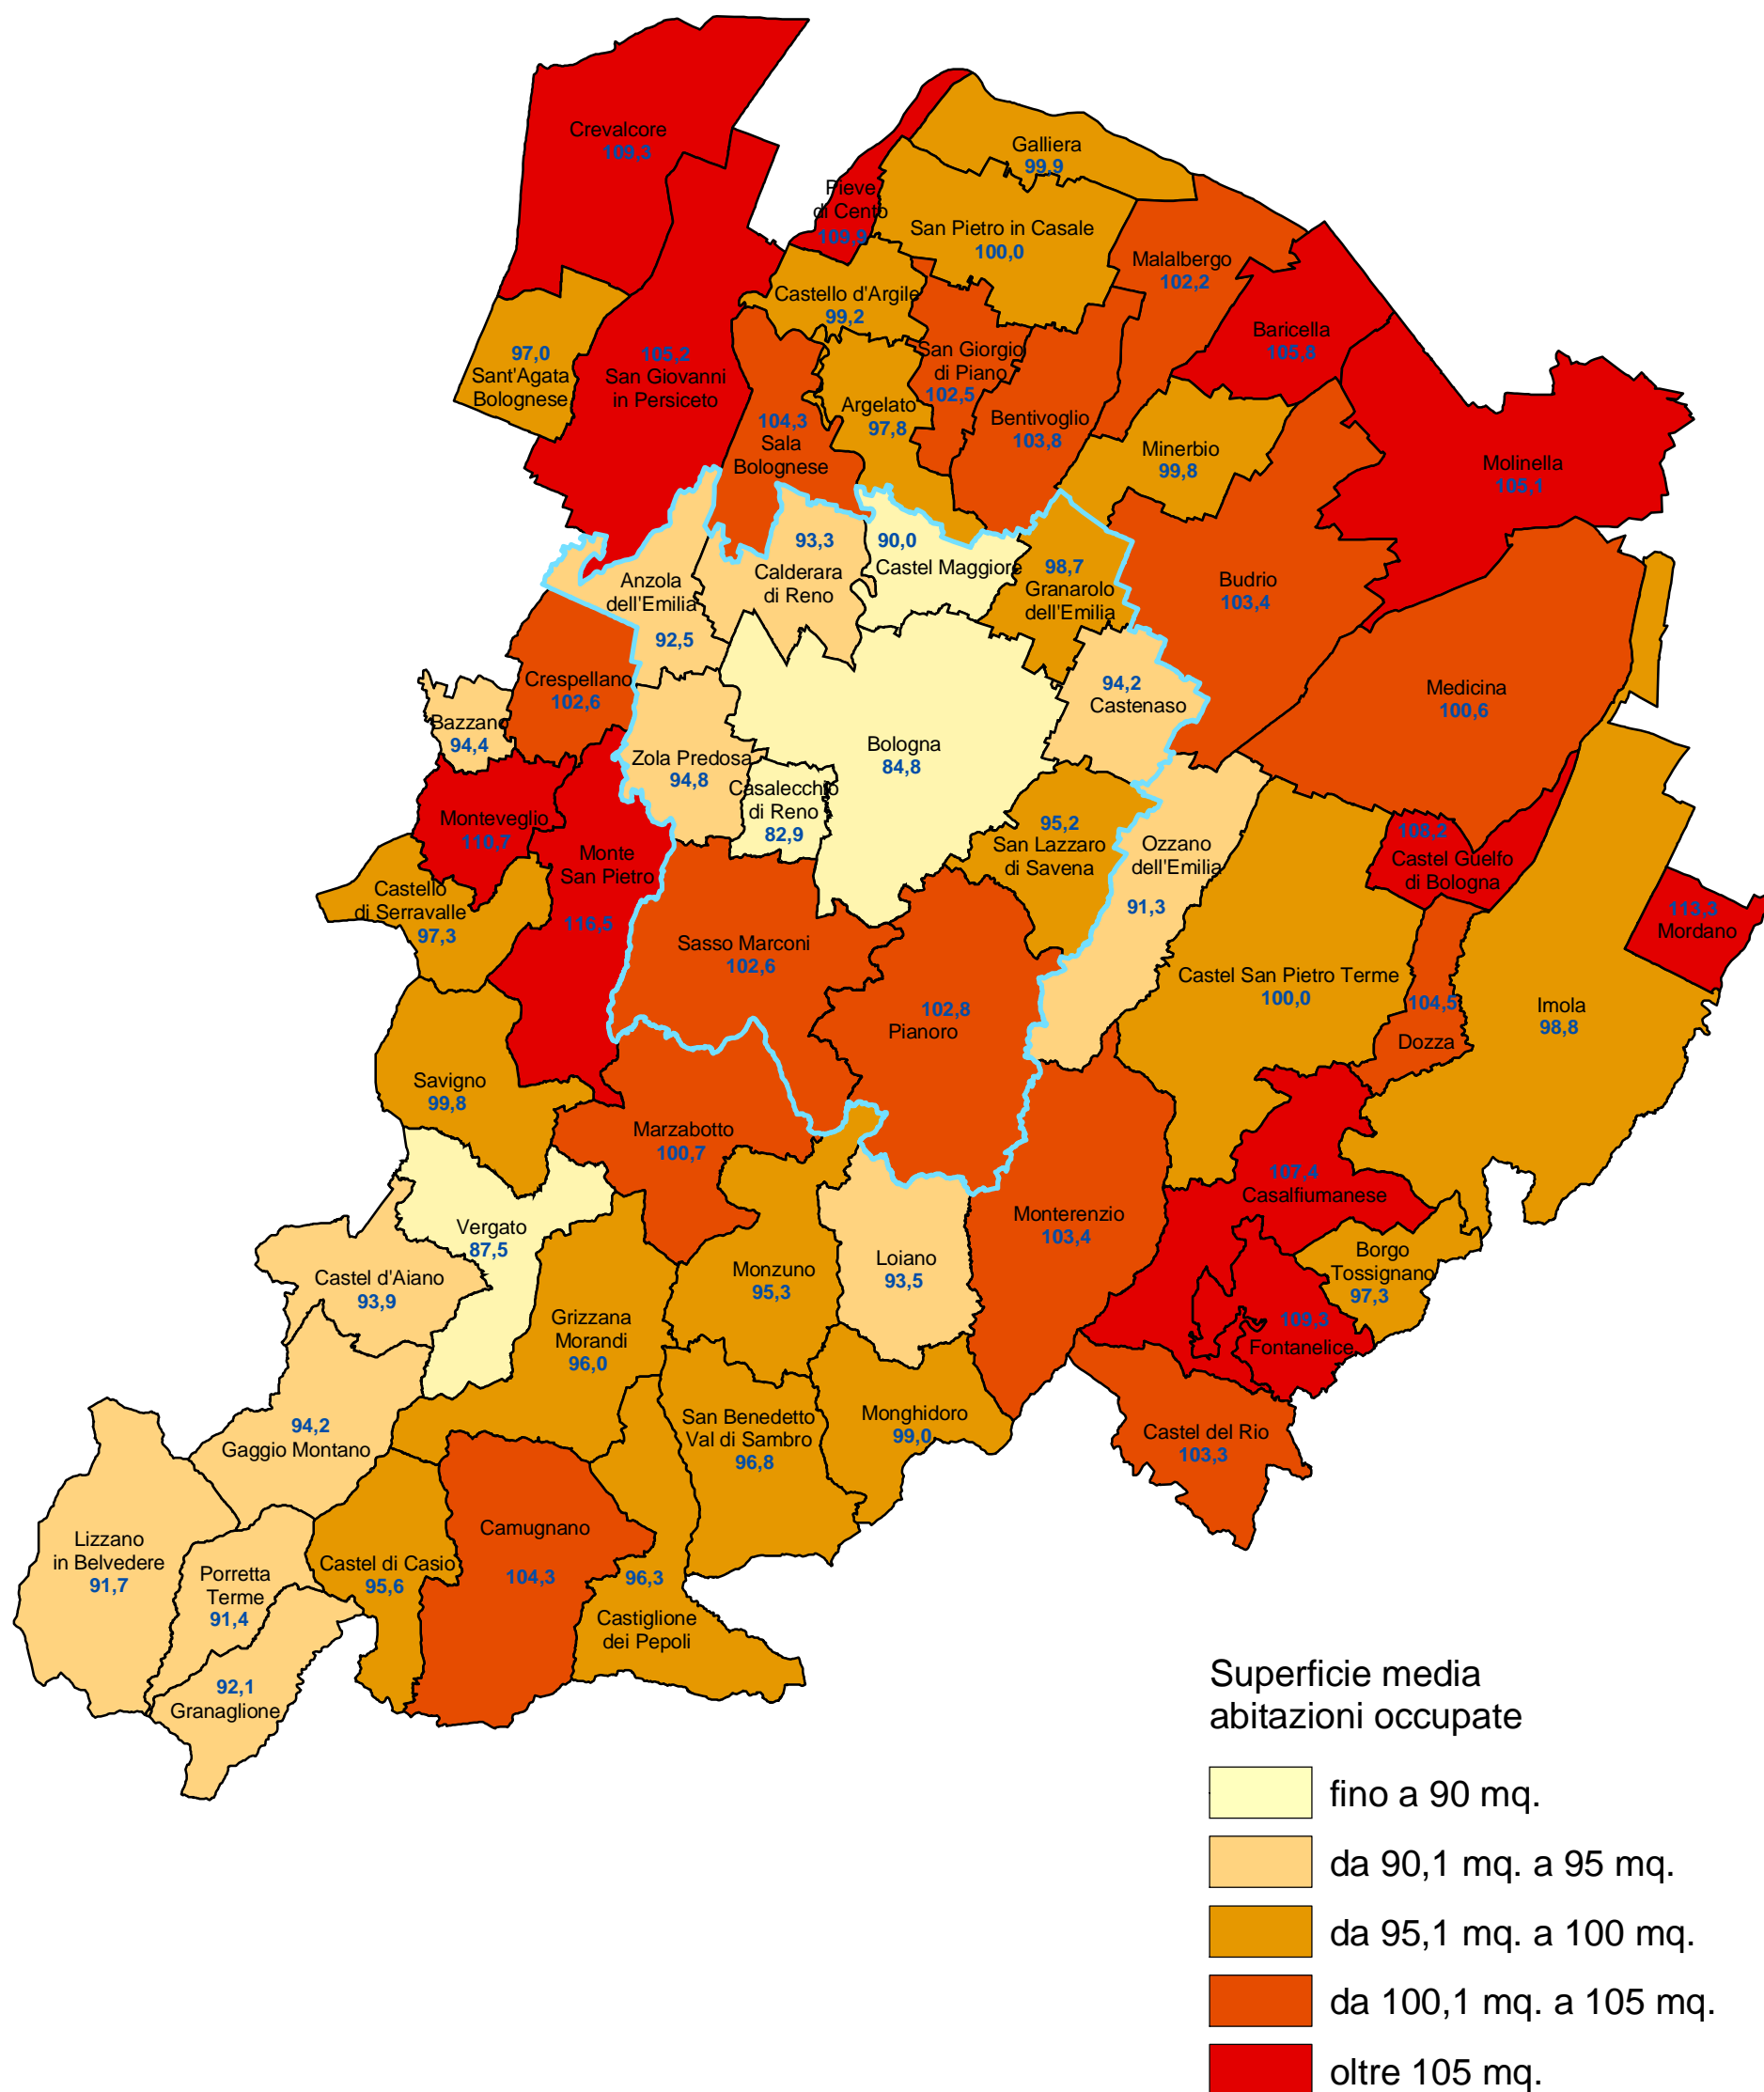 Crevalcore
109,3
Galliera
99,9
Pieve
di Cento
109,9
San Pietro in Casale
100,0
Malalbergo
102,2
Castello d'Argile
99,2
Baricella
105,8
97,0
Sant'Agata
Bolognese
105,2
San Giovanni
in Persiceto
San Giorgio
di Piano
102,5
Argelato
97,8
104,3
Sala
Bolognese
Bentivoglio
103,8
Minerbio
99,8
Molinella
105,1
93,3
Calderara
di Reno
90,0
Castel Maggiore
98,7
Granarolo
dell'Emilia
Anzola
dell'Emilia
92,5
Budrio
103,4
Crespellano
102,6
94,2
Castenaso
Medicina
100,6
Bazzano
94,4
Zola Predosa
94,8
Bologna
84,8
Casalecchio
di Reno
82,9
Monteveglio
110,7
Monte
San Pietro
116,5
95,2
San Lazzaro
di Savena
Ozzano
dell'Emilia
91,3
108,2
Castel Guelfo
di Bologna
Castello
di Serravalle
97,3
113,3
Mordano
Sasso Marconi
102,6
Castel San Pietro Terme
100,0
102,8
Pianoro
104,5
Dozza
Imola
98,8
Savigno
99,8
Marzabotto
100,7
107,4
Casalfiumanese
Vergato
87,5
Monterenzio
103,4
Castel d'Aiano
93,9
Monzuno
95,3
Loiano
93,5
Borgo
Tossignano
97,3
Grizzana
Morandi
96,0
109,3
Fontanelice
94,2
Gaggio Montano
San Benedetto
Val di Sambro
96,8
Monghidoro
99,0
Castel del Rio
103,3
Lizzano
in Belvedere
91,7
Porretta
Terme
91,4
Castel di Casio
95,6
Camugnano
104,3
96,3
Castiglione
dei Pepoli
92,1
Granaglione
Superficie media
abitazioni occupate
fino a 90 mq.
da 90,1 mq. a 95 mq.
da 95,1 mq. a 100 mq.
da 100,1 mq. a 105 mq.
oltre 105 mq.